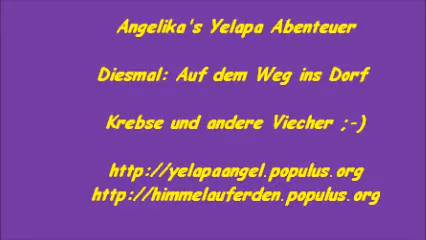 Angelika's Yelapa Abenteuer
Diesmal: Auf dem Weg ins Dorf
Krebse und andere Viecher ;-)
http://yelapaangel.populus.org
http://himmelauferden.populus.org